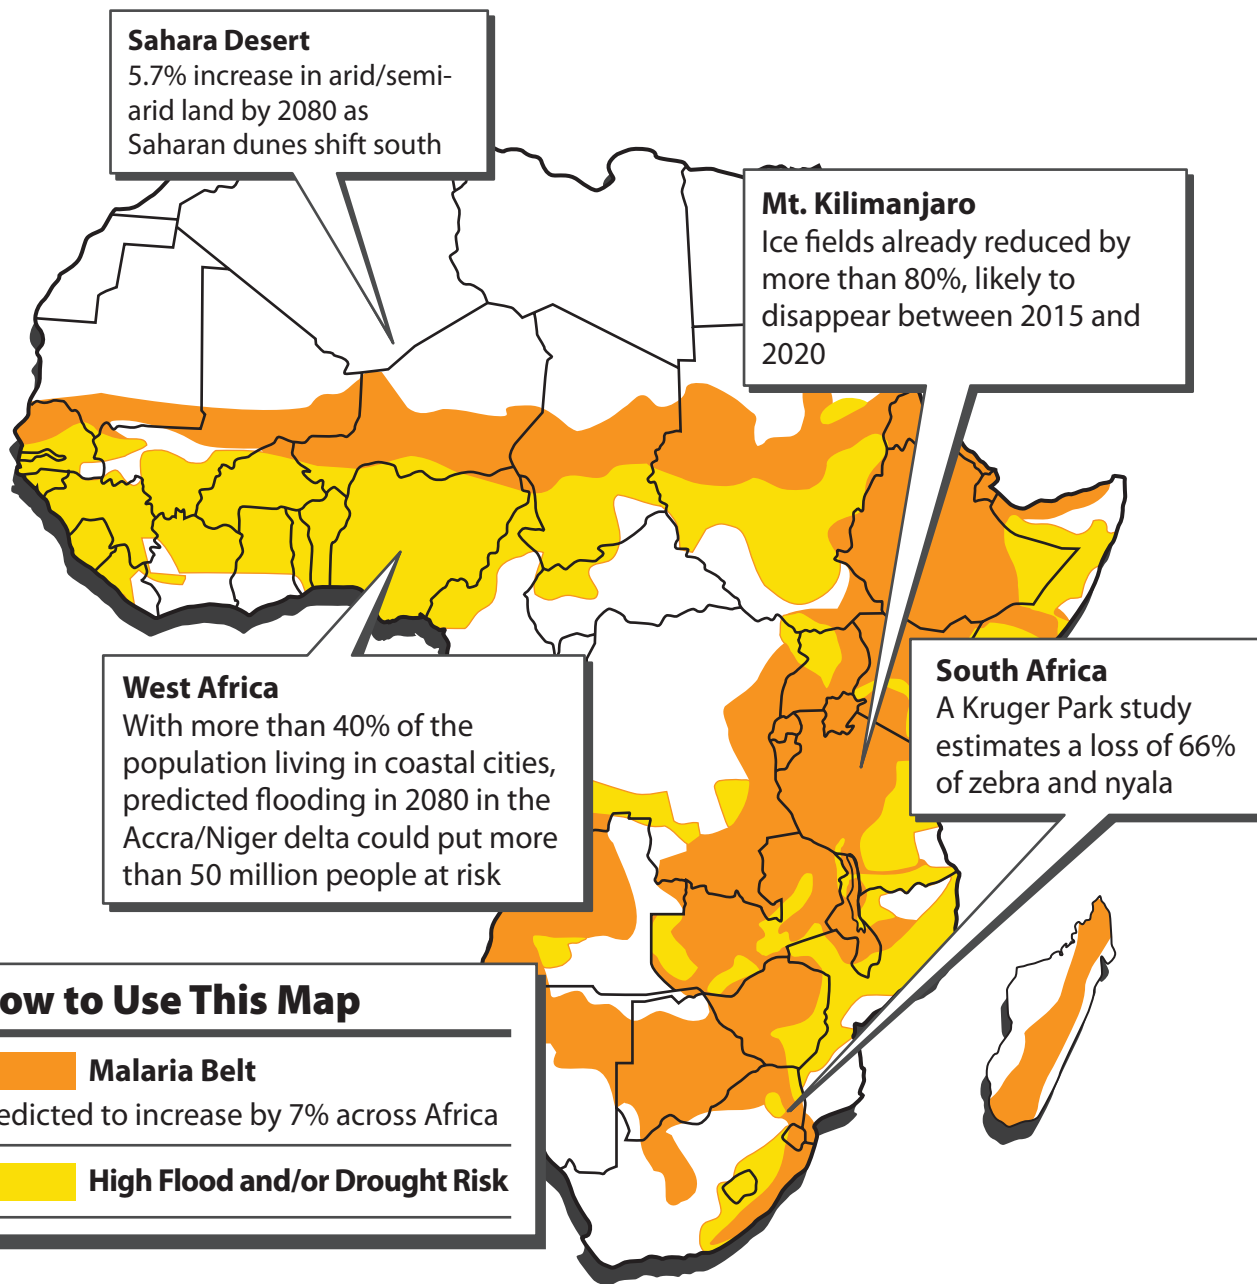 Sahara Desert
5.7% increase in arid/semi-
arid land by 2080 as
Saharan dunes shift south
Mt. Kilimanjaro
Ice fields already reduced by
more than 80%, likely to
disappear between 2015 and
2020
West Africa
With more than 40% of the
population living in coastal cities,
predicted flooding in 2080 in the
Accra/Niger delta could put more
than 50 million people at risk
South Africa
A Kruger Park study
estimates a loss of 66%
of zebra and nyala
ow to Use This Map
Malaria Belt
edicted to increase by 7% across Africa
High Flood and/or Drought Risk